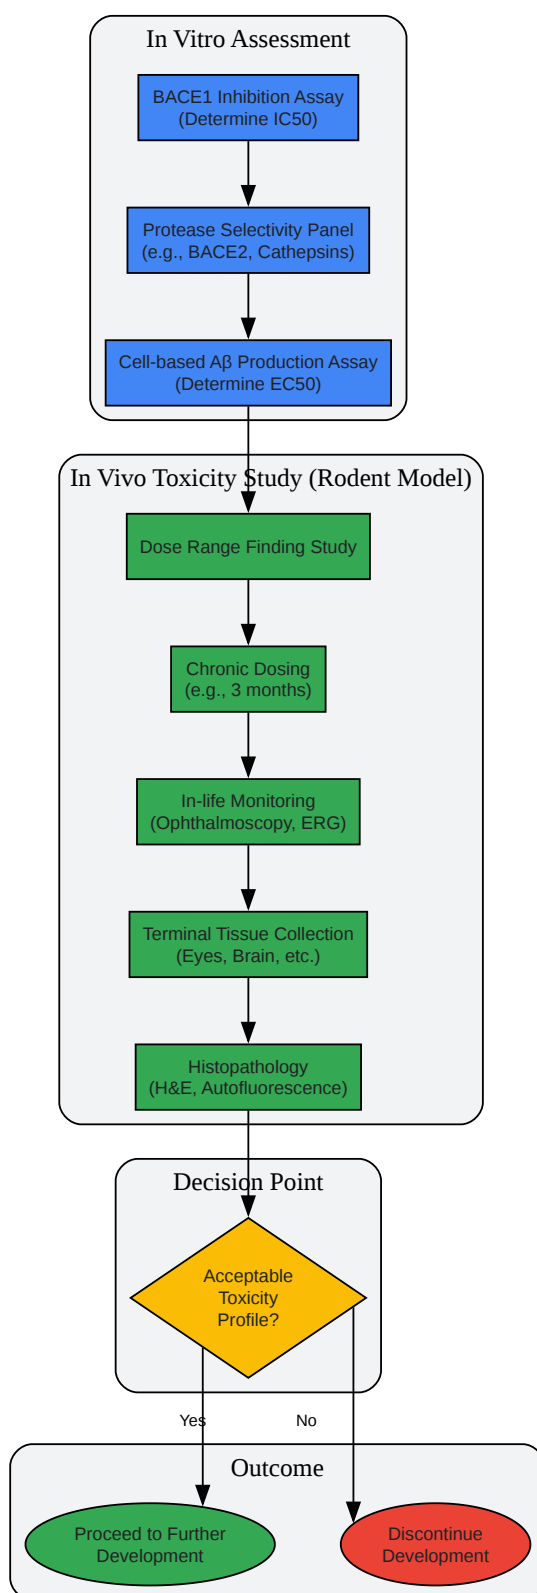 In Vitro Assessment
BACE1 Inhibition Assay
(Determine IC50)
Protease Selectivity Panel
(e.g., BACE2, Cathepsins)
Cell-based Aβ Production Assay
(Determine EC50)
In Vivo Toxicity Study (Rodent Model)
Dose Range Finding Study
Chronic Dosing
(e.g., 3 months)
In-life Monitoring
(Ophthalmoscopy, ERG)
Terminal Tissue Collection
(Eyes, Brain, etc.)
Histopathology
(H&E, Autofluorescence)
Decision Point
Acceptable
Toxicity
Profile?
Yes
No
Outcome
Proceed to Further
Development
Discontinue
Development